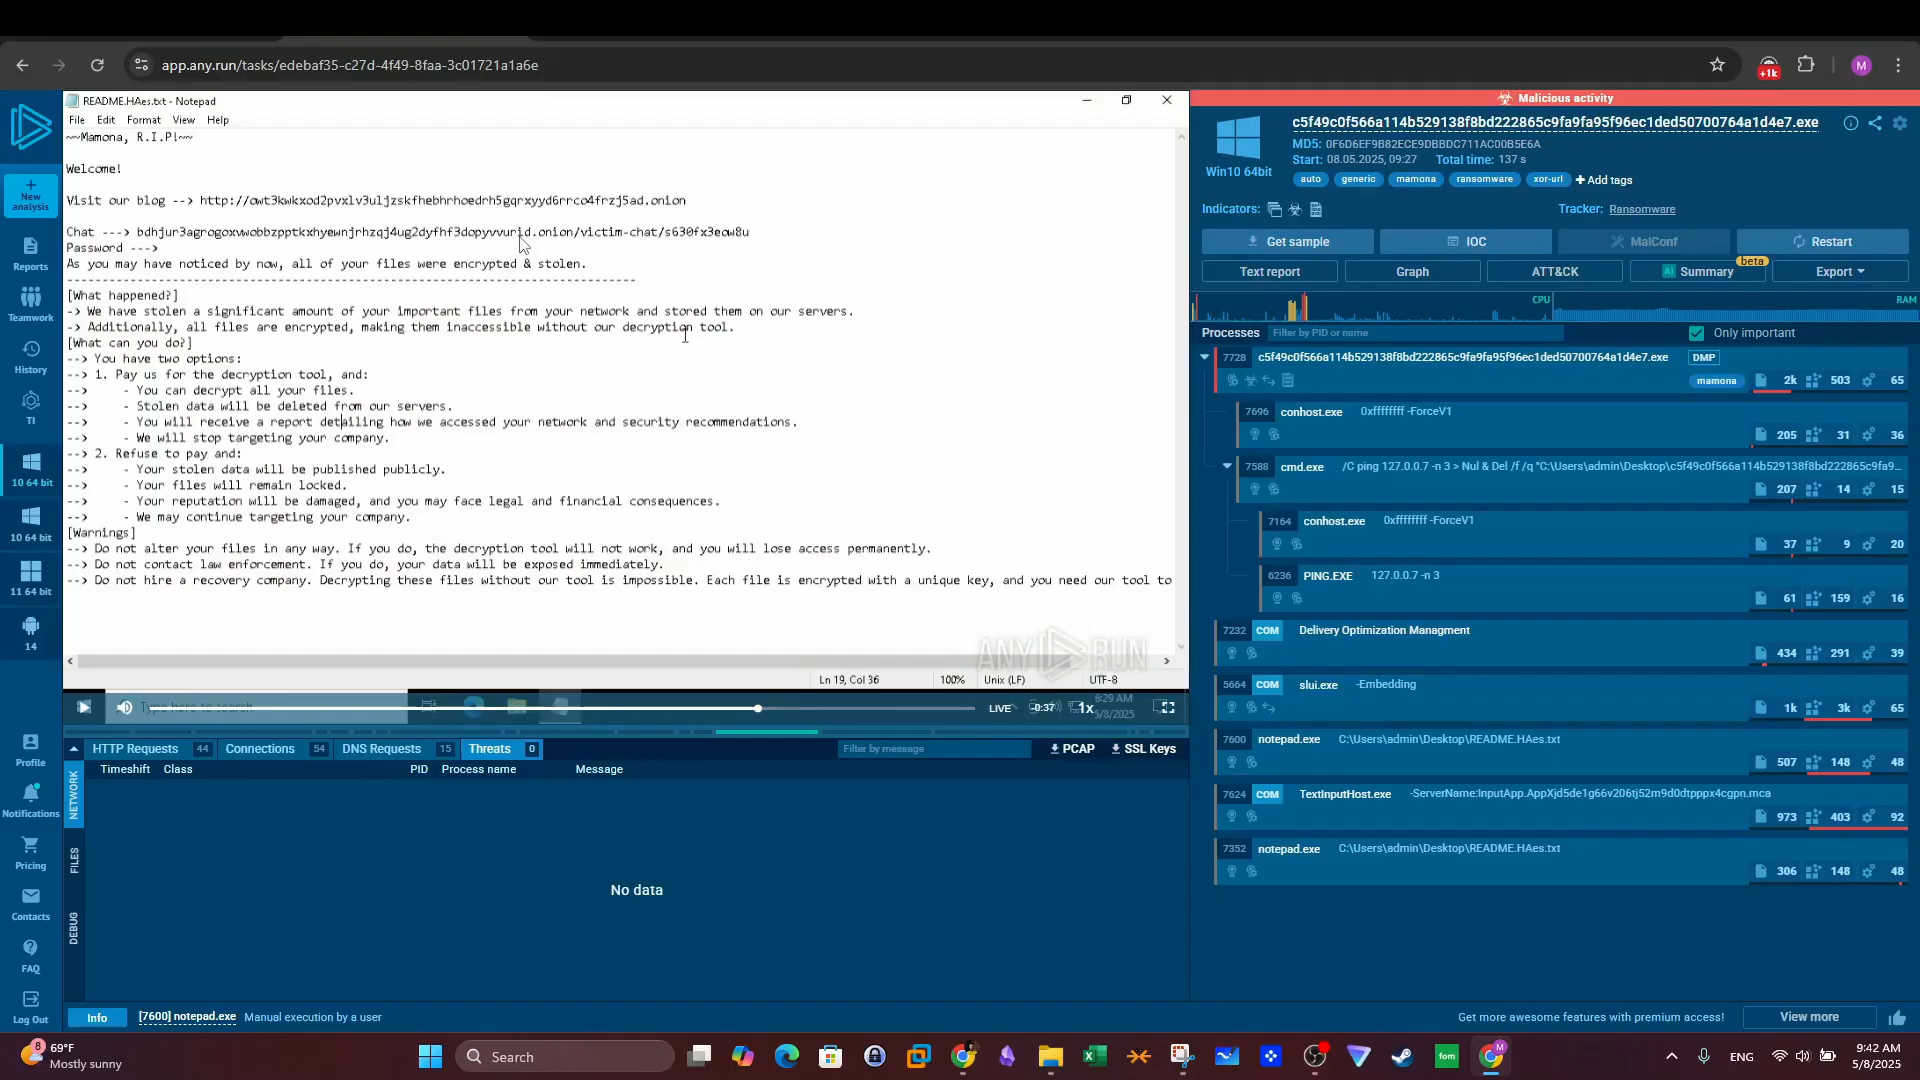 app.any.run/tasks/edebaf35-c27d-4f49-8faa-3c01721a1a6e
+1k
M
README.HAes.txt - Notepad
File Edit Format View Help
~~Mamona, R.I.P!~~
Welcome!
Visit our blog --> http://owt3kwkxod2pvxlv3uljzskfhebhrhoedrh5gqrxyyd6rrco4frzj5ad.onion
Chat ---> bdhjur3agrogoxvwobbzpptkxhyewnjrhzqj4ug2dyfhf3dopyvvurid.onion/victim-chat/s630fx3eow8u
Password --->
As you may have noticed by now, all of your files were encrypted & stolen.
---------------------------------------------------------------------------------
[What happened?]
-> We have stolen a significant amount of your important files from your network and stored them on our servers.
-> Additionally, all files are encrypted, making them inaccessible without our decryption tool.
[What can you do?]
--> You have two options:
--> 1. Pay us for the decryption tool, and:
--> - You can decrypt all your files.
--> - Stolen data will be deleted from our servers.
--> - You will receive a report detailing how we accessed your network and security recommendations.
--> - We will stop targeting your company.
--> 2. Refuse to pay and:
--> - Your stolen data will be published publicly.
--> - Your files will remain locked.
--> - Your reputation will be damaged, and you may face legal and financial consequences.
--> - We may continue targeting your company.
[Warnings]
--> Do not alter your files in any way. If you do, the decryption tool will not work, and you will lose access permanently.
--> Do not contact law enforcement. If you do, your data will be exposed immediately.
--> Do not hire a recovery company. Decrypting these files without our tool is impossible. Each file is encrypted with a unique key, and you need our tool to
ANY RUN
Ln 19, Col 36 100% Unix (LF) UTF-8
Type here to search
LIVE -0:37 1x
6:29 AM
5/8/2025
New analysis
Reports
Teamwork
History
TI
10 64 bit
10 64 bit
11 64 bit
14
Profile
Notifications
Pricing
Contacts
FAQ
Log Out
HTTP Requests 44 Connections 54 DNS Requests 15 Threats 0 Filter by message PCAP SSL Keys
Timeshift Class PID Process name Message
NETWORK
FILES
DEBUG
No data
Info [7600] notepad.exe Manual execution by a user
Get more awesome features with premium access! View more
Malicious activity
Win10 64bit
c5f49c0f566a114b529138f8bd222865c9fa9fa95f96ec1ded50700764a1d4e7.exe
MD5: 0F6D6EF9B82ECE9DBBDC711AC00B5E6A
Start: 08.05.2025, 09:27 Total time: 137 s
auto generic mamona ransomware xor-url + Add tags
Indicators:
Tracker: Ransomware
Get sample IOC MalConf Restart
Text report Graph ATT&CK AI Summary beta Export
CPU RAM
Processes Filter by PID or name Only important
7728 c5f49c0f566a114b529138f8bd222865c9fa9fa95f96ec1ded50700764a1d4e7.exe DMP
mamona 2k 503 65
7696 conhost.exe 0xffffffff -ForceV1
205 31 36
7588 cmd.exe /C ping 127.0.0.7 -n 3 > Nul & Del /f /q "C:\Users\admin\Desktop\c5f49c0f566a114b529138f8bd222865c9fa9...
207 14 15
7164 conhost.exe 0xffffffff -ForceV1
37 9 20
6236 PING.EXE 127.0.0.7 -n 3
61 159 16
7232 COM Delivery Optimization Managment
434 291 39
5664 COM slui.exe -Embedding
1k 3k 65
7600 notepad.exe C:\Users\admin\Desktop\README.HAes.txt
507 148 48
7624 COM TextInputHost.exe -ServerName:InputApp.AppXjd5de1g66v206tj52m9d0dtpppx4cgpn.mca
973 403 92
7352 notepad.exe C:\Users\admin\Desktop\README.HAes.txt
306 148 48
8
69°F
Mostly sunny
Search
fom
M
ENG
9:42 AM
5/8/2025